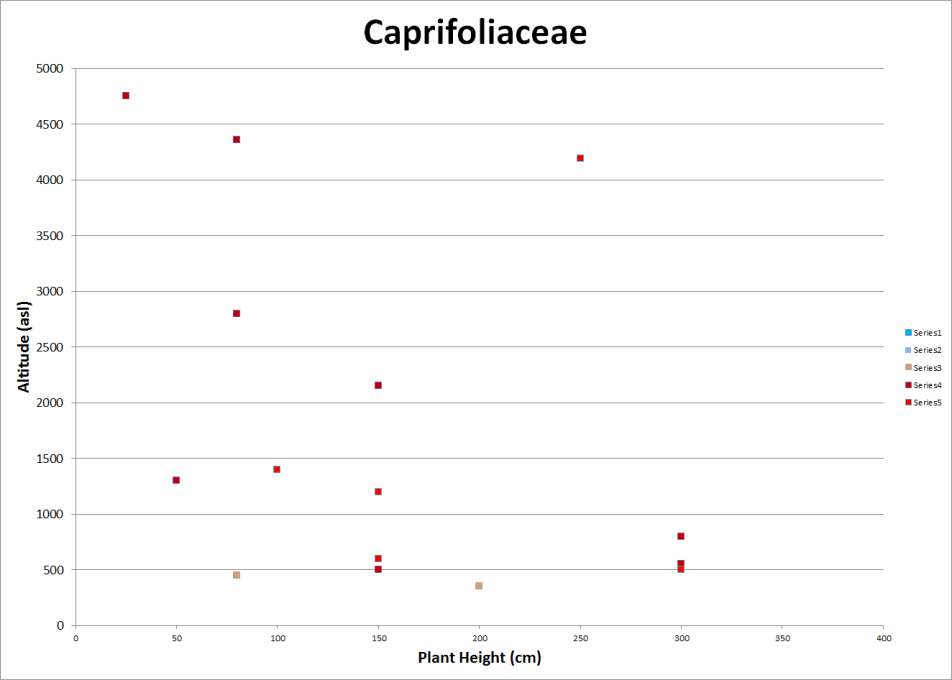 Caprifoliaceae
5000
4500
4000
3500
3000
2500
2000
1500
1000
500
0
Altitude (asl)
0 50 100 150 200 250 300 350 400
Plant Height (cm)
Series1
Series2
Series3
Series4
Series5